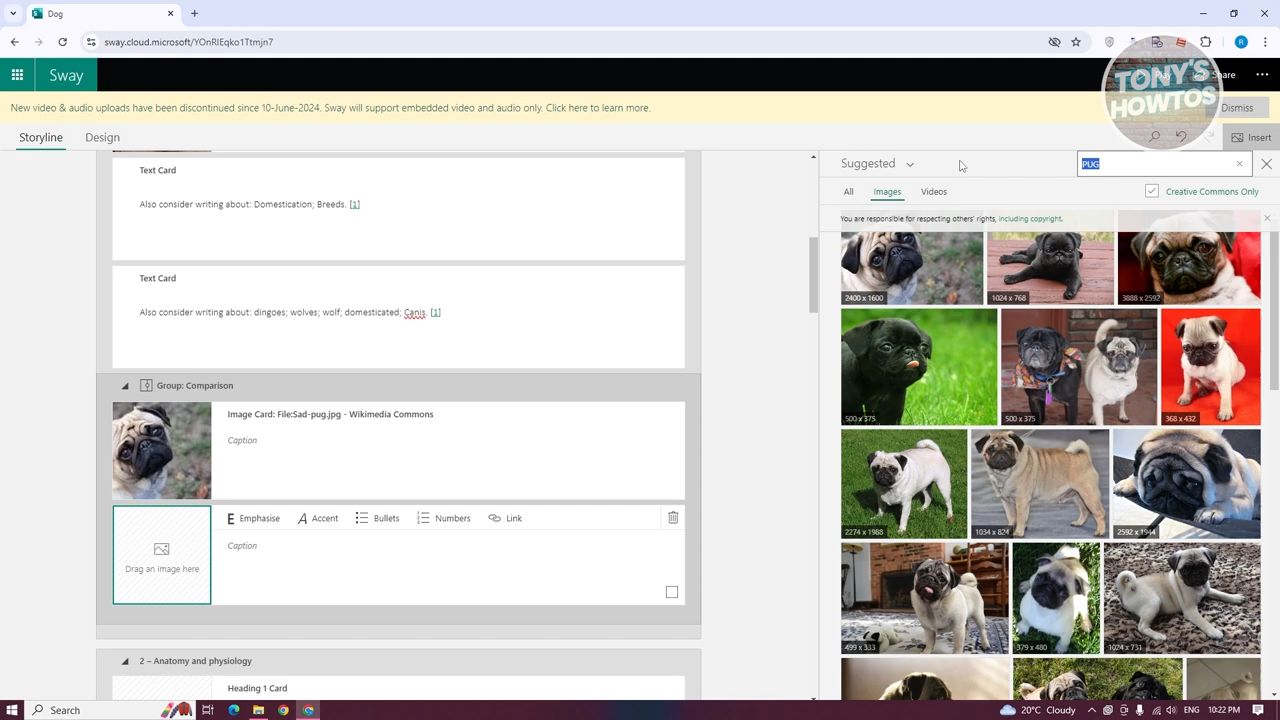 Dog
sway.cloud.microsoft/YOnRIEqko1Ttmjn7
R
Sway
Play
Share
TONY'S
HOWTOS
New video & audio uploads have been discontinued since 10-June-2024. Sway will support embedded video and audio only. Click here to learn more.
Dismiss
Storyline
Design
Insert
Text Card
Also consider writing about: Domestication; Breeds. [1]
Text Card
Also consider writing about: dingoes; wolves; wolf; domesticated; Canis. [1]
Group: Comparison
Image Card: File:Sad-pug.jpg - Wikimedia Commons
Caption
Emphasise
Accent
Bullets
Numbers
Link
Drag an image here
Caption
2 – Anatomy and physiology
Heading 1 Card
Suggested
PUG
All
Images
Videos
Creative Commons Only
You are responsible for respecting others' rights, including copyright.
2400 x 1600
1024 x 768
3888 x 2592
500 x 375
500 x 375
368 x 432
2274 x 1988
1034 x 824
2592 x 1944
499 x 333
379 x 480
1024 x 731
Search
20°C Cloudy
10:22 PM